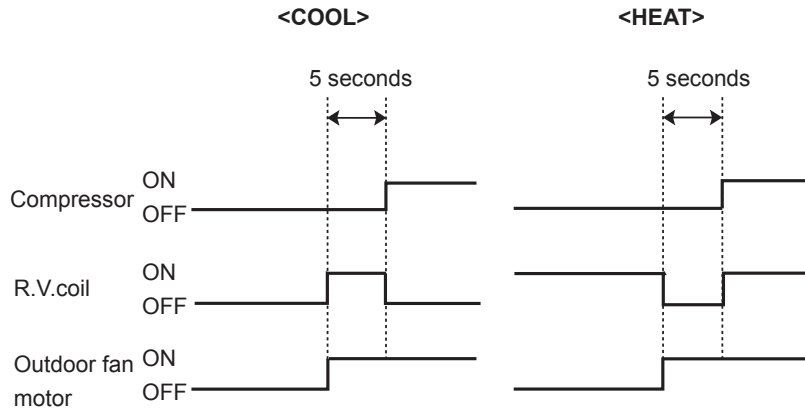 <COOL> <HEAT>
5 seconds 5 seconds
ON
Compressor
OFF
ON
R.V.coil
OFF
ON
Outdoor fan
motor
OFF